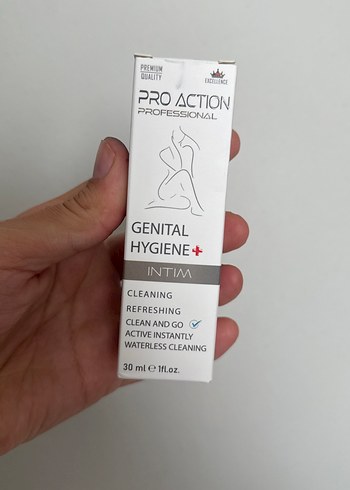 PREMIUM
QUALITY
EXCELLENCE
PRO ACTION
PROFESSIONAL
GENITAL
HYGIENE+
INTIM
CLEANING
REFRESHING
CLEAN AND GO
ACTIVE INSTANTLY
WATERLESS CLEANING
30 ml ℮ 1fl.oz.